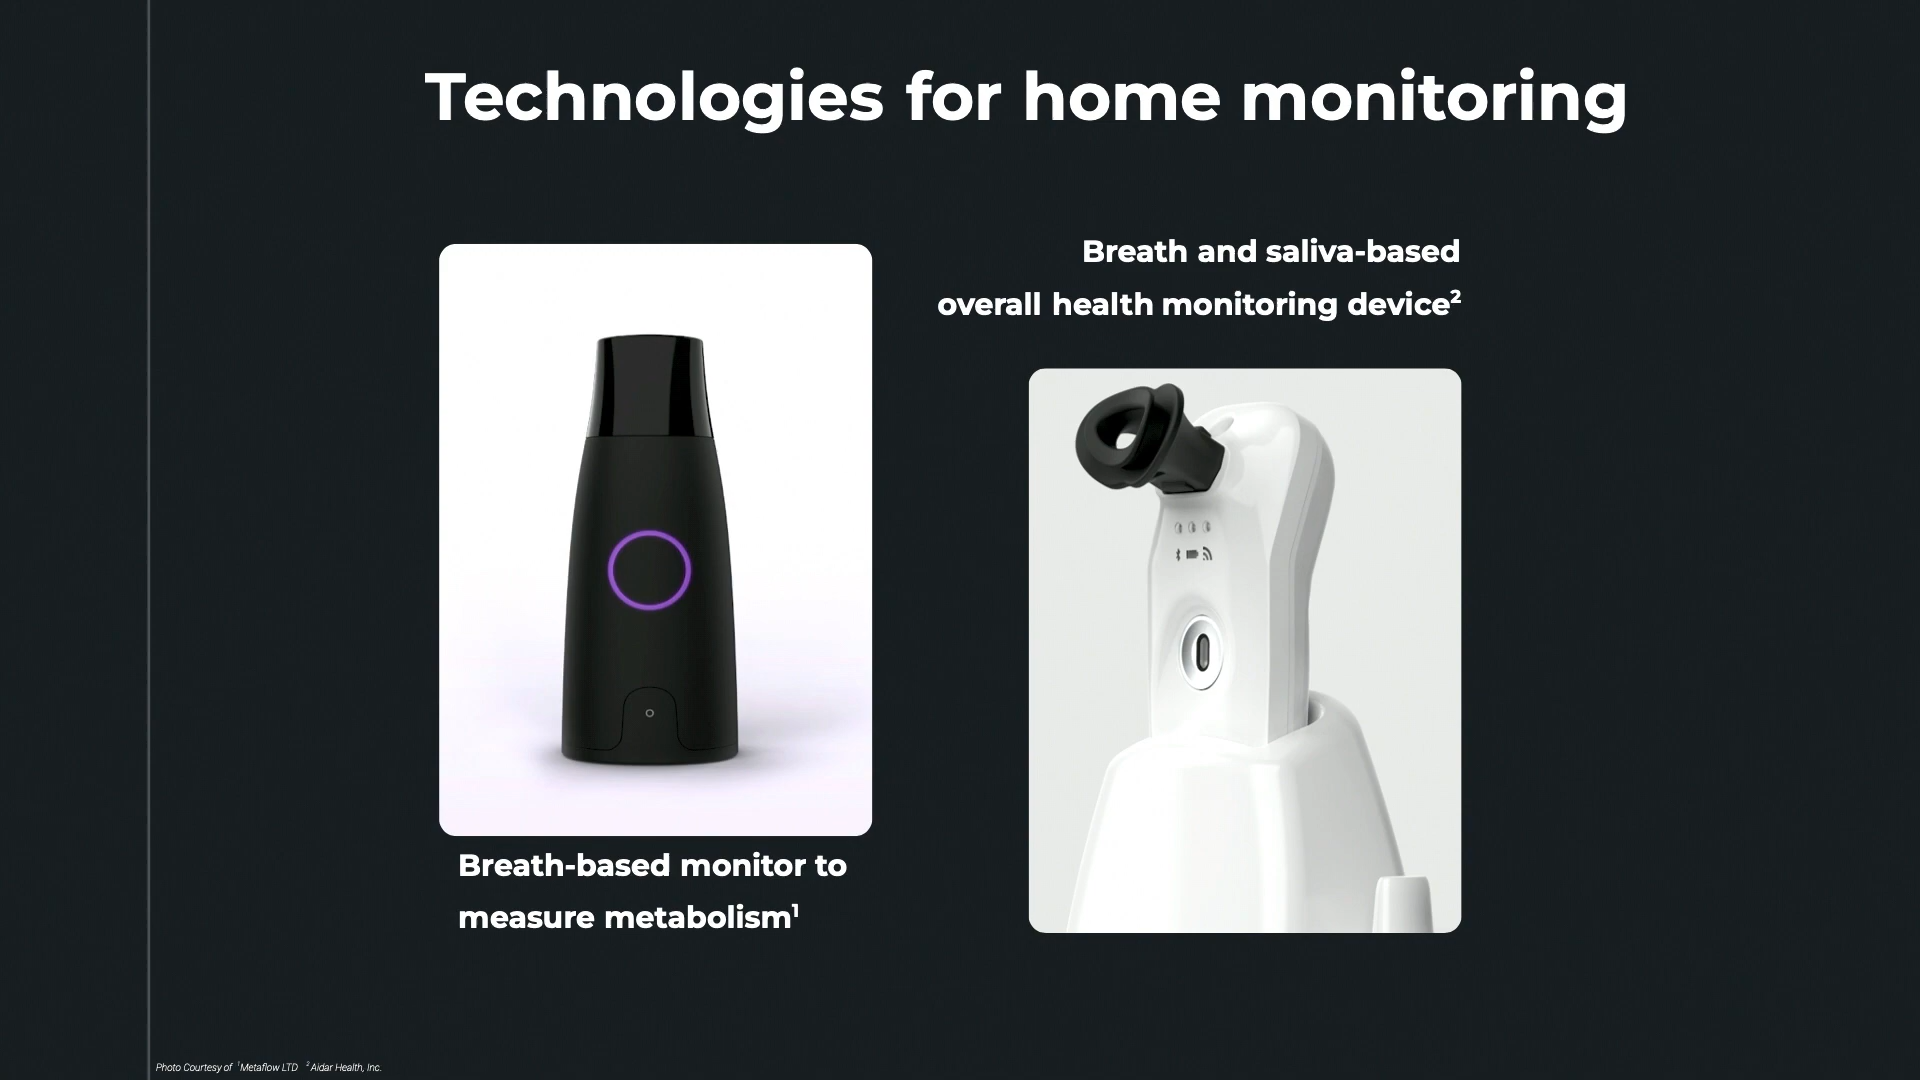 Technologies for home monitoring
Breath and saliva-based
overall health monitoring device²
Breath-based monitor to
measure metabolism¹
Photo Courtesy of ¹Metaflow LTD ²Aidar Health, Inc.